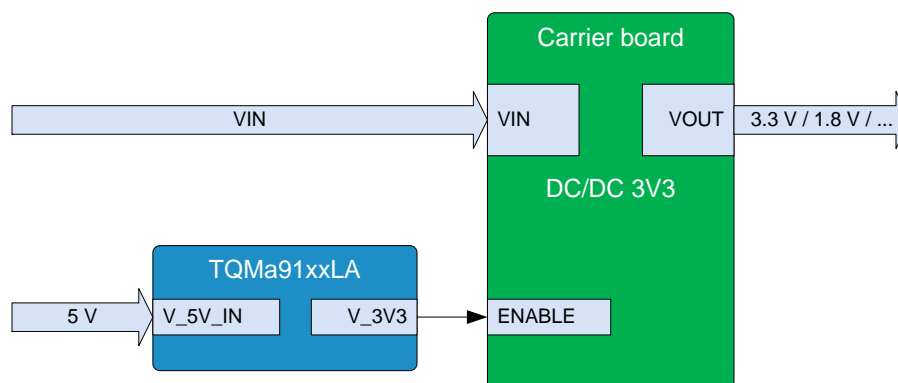 Carrier board
VIN
VIN
VOUT
3.3 V / 1.8 V / ...
DC/DC 3V3
TQMa91xxLA
5 V
V_5V_IN
V_3V3
ENABLE